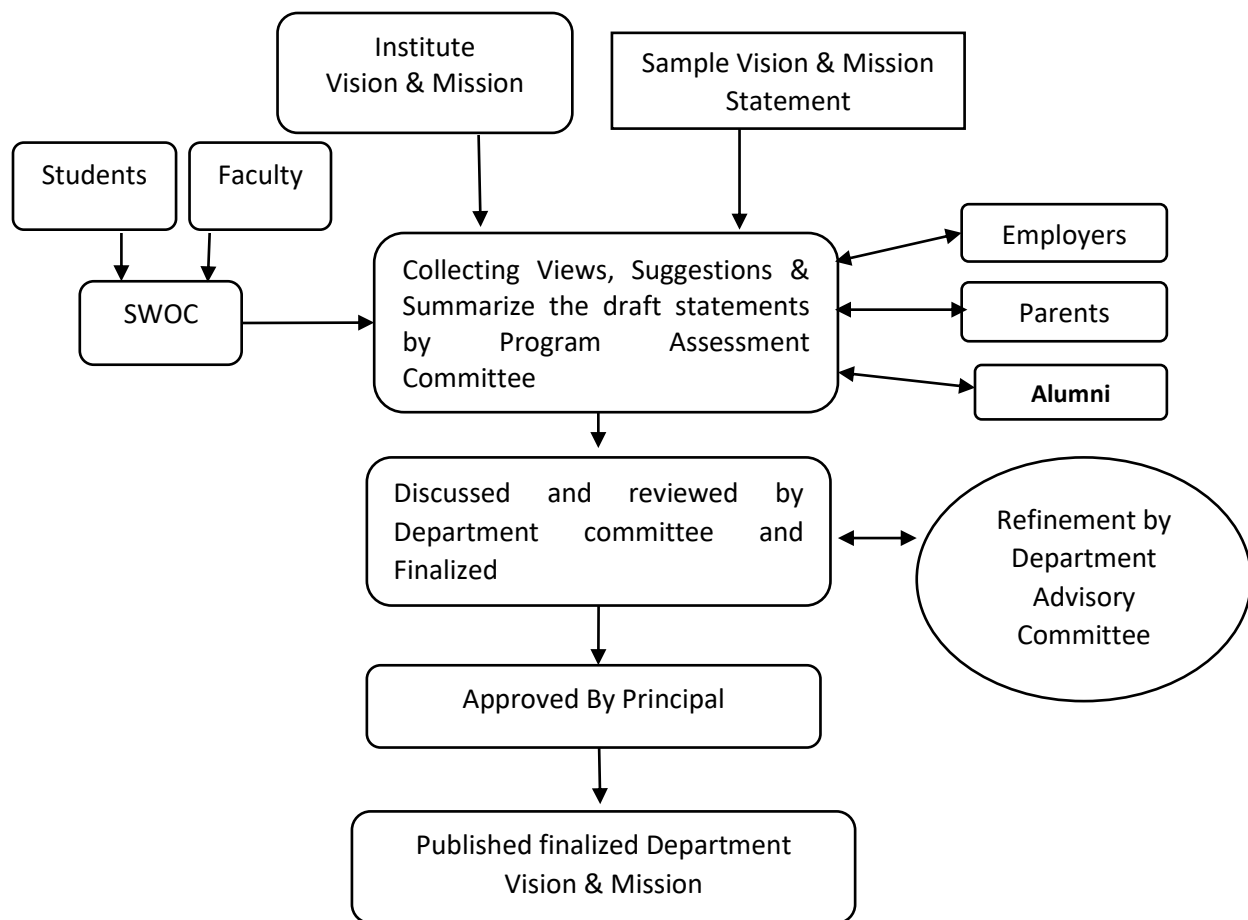 Institute
Vision & Mission
Sample Vision & Mission
Statement
Students
Faculty
SWOC
Collecting Views, Suggestions &
Summarize the draft statements
by Program Assessment
Committee
Employers
Parents
Alumni
Discussed and reviewed by
Department committee and
Finalized
Refinement by
Department
Advisory
Committee
Approved By Principal
Published finalized Department
Vision & Mission